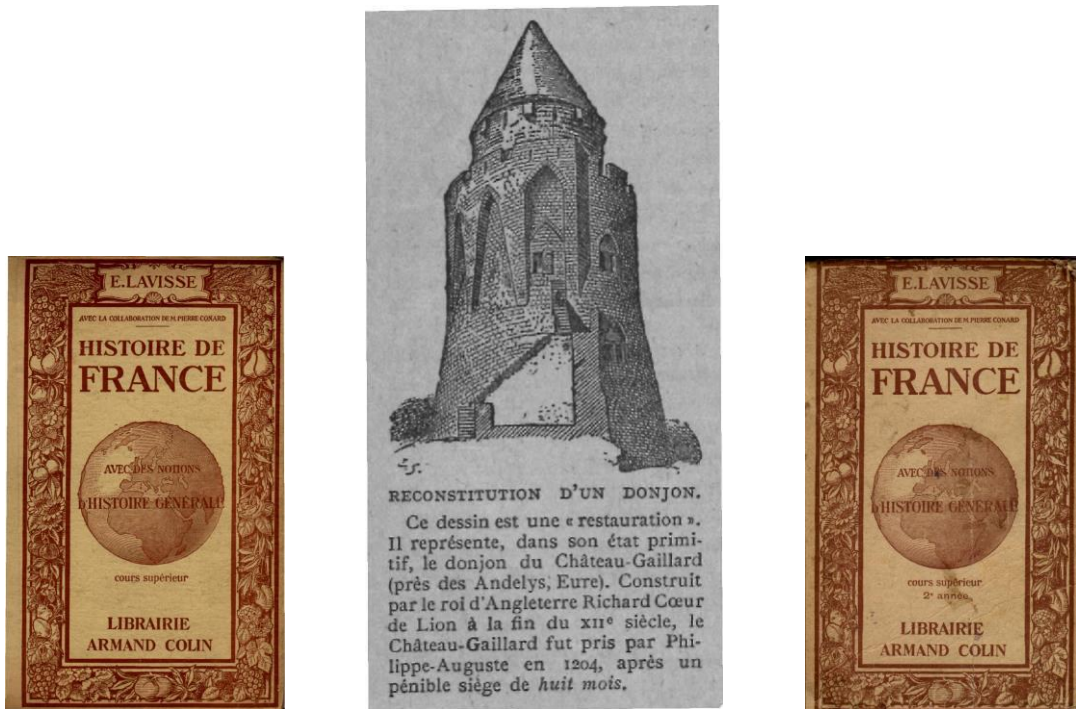 E. LAVISSE
AVEC LA COLLABORATION DE M. PIERRE CONARD
HISTOIRE DE
FRANCE
AVEC DES NOTIONS
D'HISTOIRE GÉNÉRALE
cours supérieur
LIBRAIRIE
ARMAND COLIN
RECONSTITUTION D'UN DONJON.
Ce dessin est une « restauration ».
Il représente, dans son état primi-
tif, le donjon du Château-Gaillard
(près des Andelys, Eure). Construit
par le roi d'Angleterre Richard Cœur
de Lion à la fin du XIIe siècle, le
Château-Gaillard fut pris par Phi-
lippe-Auguste en 1204, après un
pénible siège de huit mois.
E. LAVISSE
AVEC LA COLLABORATION DE M. PIERRE CONARD
HISTOIRE DE
FRANCE
AVEC DES NOTIONS
D'HISTOIRE GÉNÉRALE
cours supérieur
2e année
LIBRAIRIE
ARMAND COLIN